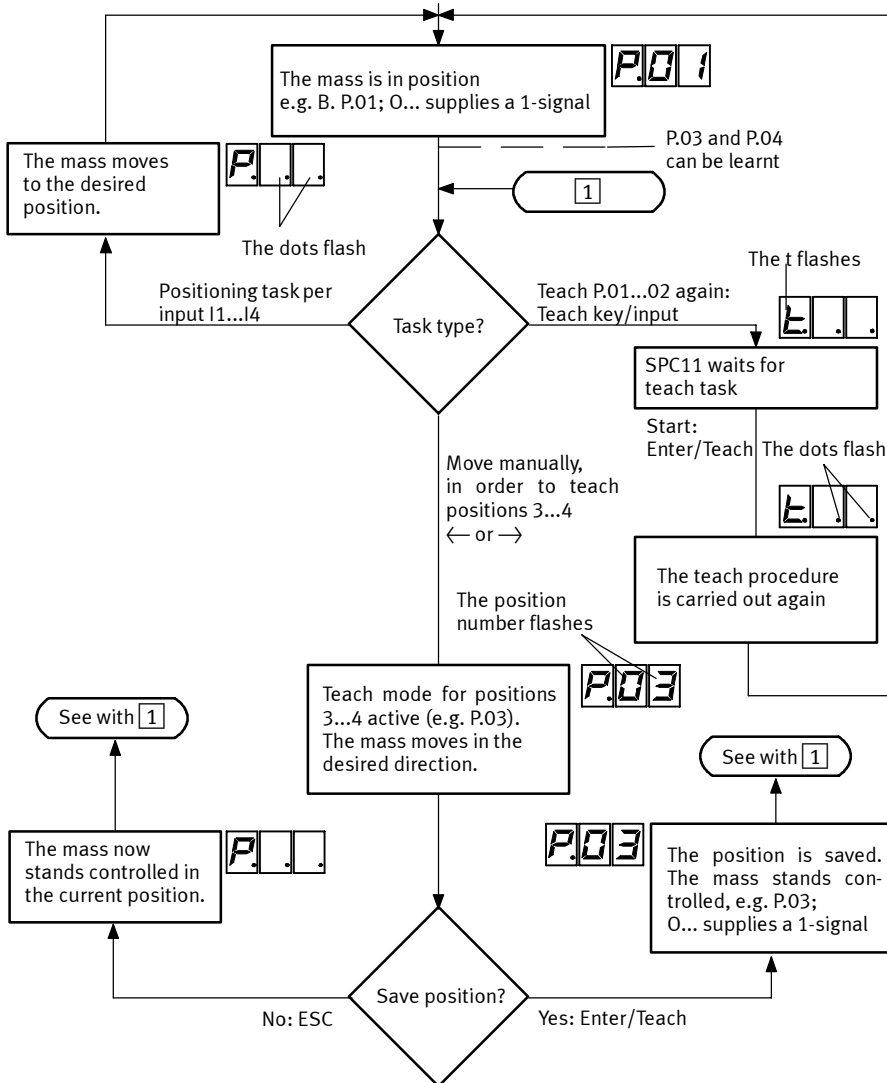 The mass is in position
e.g. B. P.01; O... supplies a 1-signal
P.01
P.03 and P.04
can be learnt
1
The mass moves
to the desired
position.
P. . .
The dots flash
Positioning task per
input I1...I4
Task type?
Teach P.01...02 again:
Teach key/input
The t flashes
t. . .
SPC11 waits for
teach task
Start:
Enter/Teach
The dots flash
t. . .
The teach procedure
is carried out again
Move manually,
in order to teach
positions 3...4
← or →
The position
number flashes
P.03
Teach mode for positions
3...4 active (e.g. P.03).
The mass moves in the
desired direction.
See with 1
The mass now
stands controlled in
the current position.
P. . .
See with 1
P.03
The position is saved.
The mass stands con-
trolled, e.g. P.03;
O... supplies a 1-signal
Save position?
No: ESC
Yes: Enter/Teach